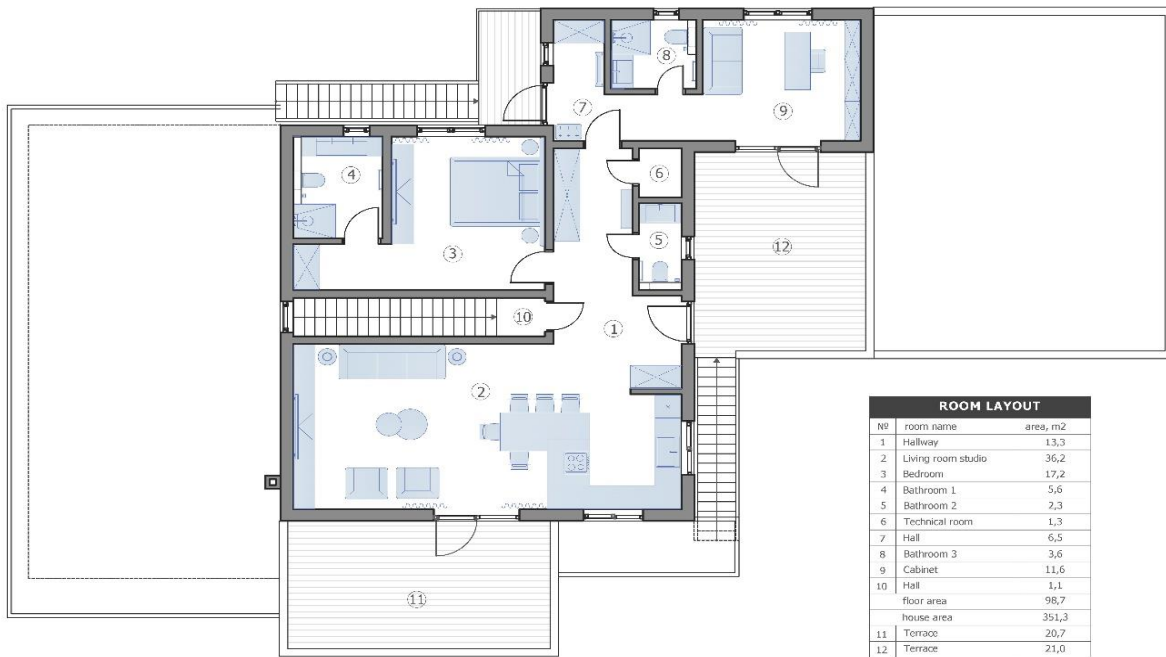 8
7
9
6
4
5
3
12
10
1
2
11
ROOM LAYOUT
№ room name area, m2
1 Hallway 13,3
2 Living room studio 36,2
3 Bedroom 17,2
4 Bathroom 1 5,6
5 Bathroom 2 2,3
6 Technical room 1,3
7 Hall 6,5
8 Bathroom 3 3,6
9 Cabinet 11,6
10 Hall 1,1
floor area 98,7
house area 351,3
11 Terrace 20,7
12 Terrace 21,0